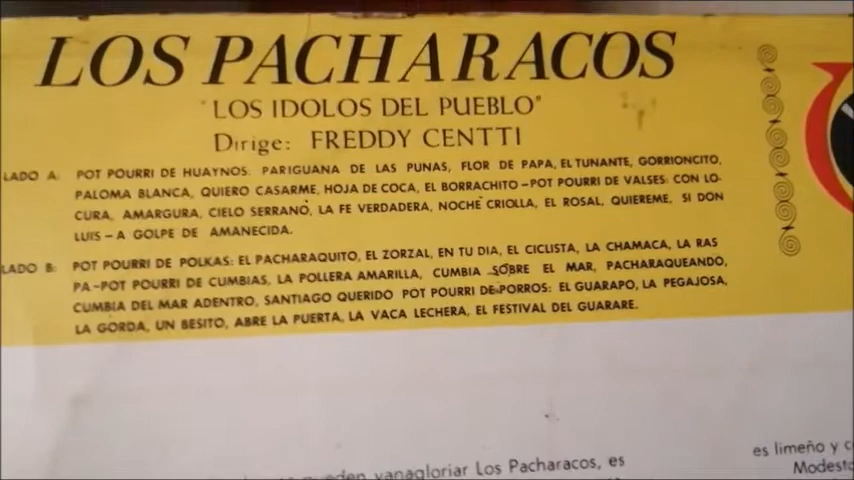 LOS PACHARACOS
"LOS IDOLOS DEL PUEBLO"
Dirige: FREDDY CENTTI
LADO A: POT POURRI DE HUAYNOS: PARIGUANA DE LAS PUNAS, FLOR DE PAPA, EL TUNANTE, GORRIONCITO,
PALOMA BLANCA, QUIERO CASARME, HOJA DE COCA, EL BORRACHITO-POT POURRI DE VALSES: CON LO-
CURA, AMARGURA, CIELO SERRANO, LA FE VERDADERA, NOCHE CRIOLLA, EL ROSAL, QUIEREME, SI DON
LUIS-A GOLPE DE AMANECIDA.
LADO B: POT POURRI DE POLKAS: EL PACHARAQUITO, EL ZORZAL, EN TU DIA, EL CICLISTA, LA CHAMACA, LA RAS
PA-POT POURRI DE CUMBIAS, LA POLLERA AMARILLA, CUMBIA SOBRE EL MAR, PACHARAQUEANDO,
CUMBIA DEL MAR ADENTRO, SANTIAGO QUERIDO POT POURRI DE PORROS: EL GUARAPO, LA PEGAJOSA,
LA GORDA, UN BESITO, ABRE LA PUERTA, LA VACA LECHERA, EL FESTIVAL DEL GUARARE.
vanagloriar Los Pacharacos, es
es limeño y